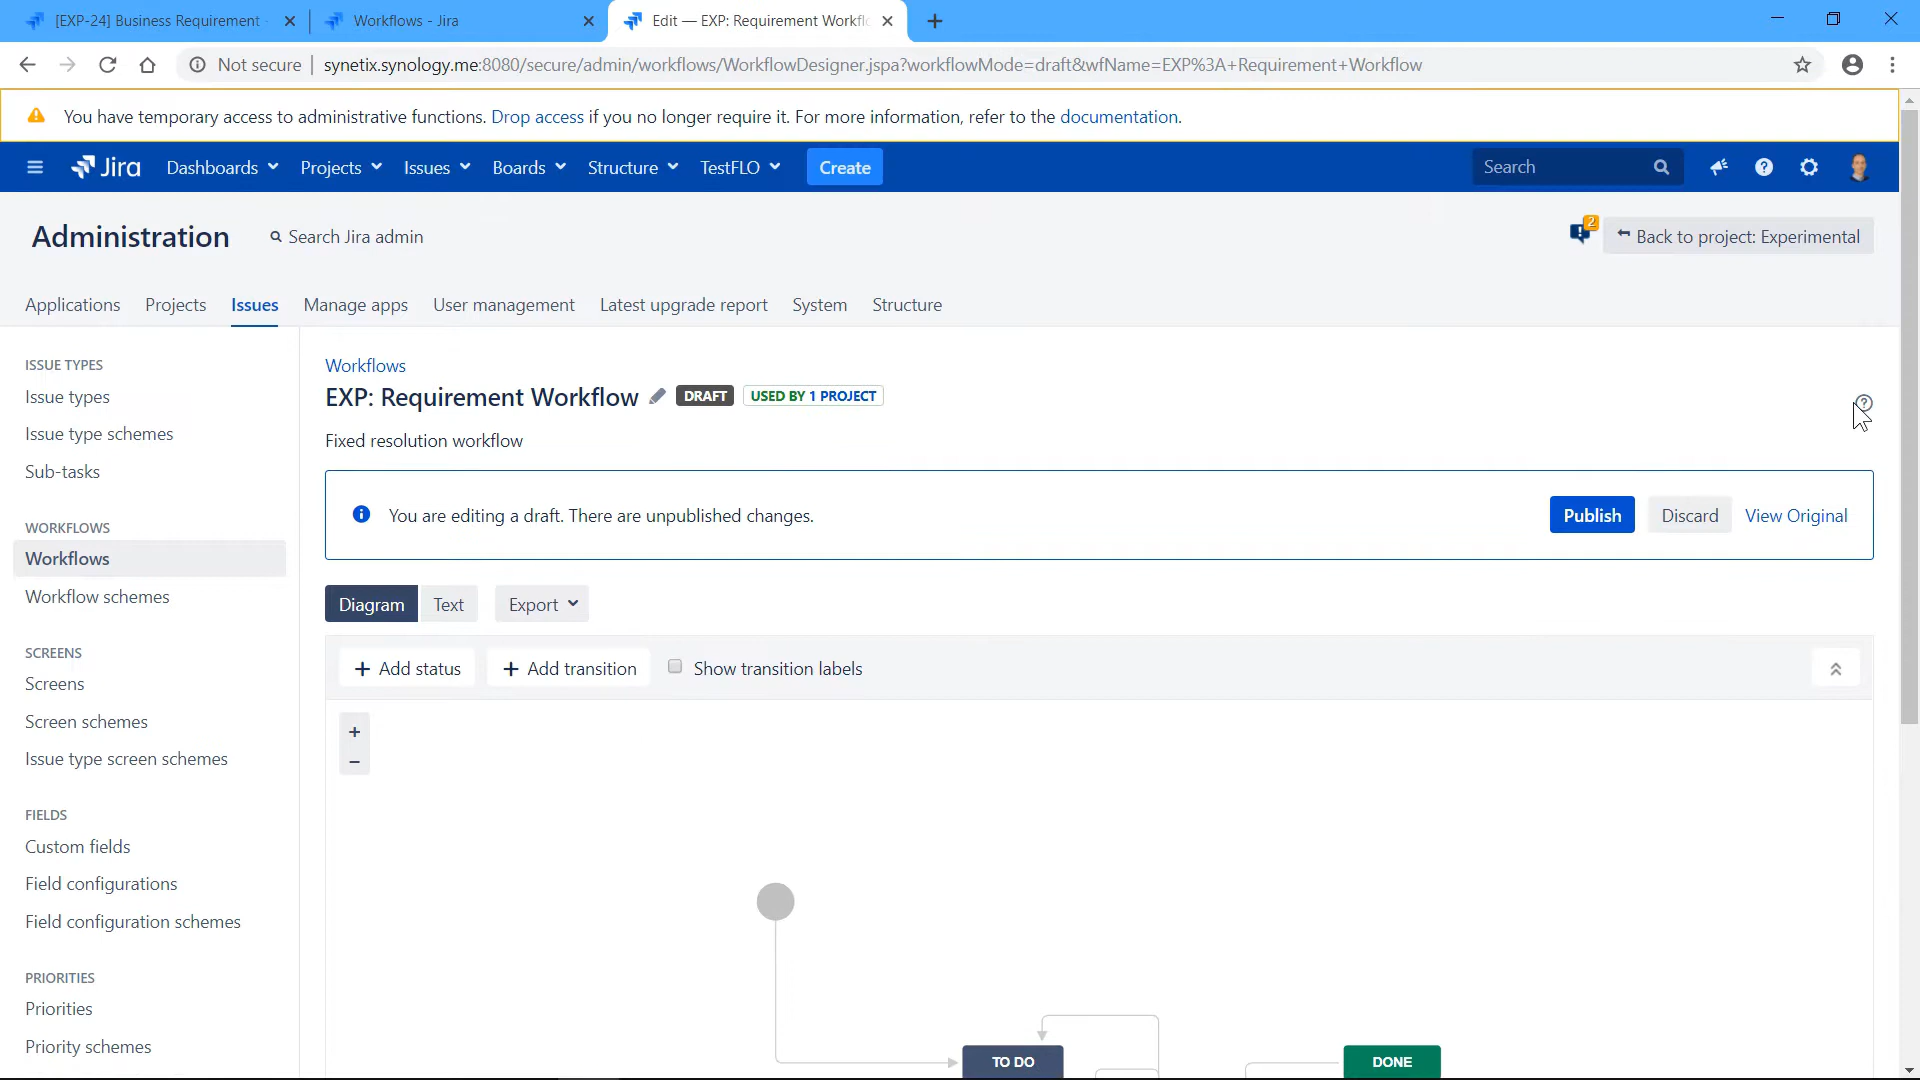 [EXP-24] Business Requirement
Workflows - Jira
Edit — EXP: Requirement Workfl
Not secure
synetix.synology.me:8080/secure/admin/workflows/WorkflowDesigner.jspa?workflowMode=draft&wfName=EXP%3A+Requirement+Workflow
You have temporary access to administrative functions. Drop access if you no longer require it. For more information, refer to the documentation.
Jira
Dashboards
Projects
Issues
Boards
Structure
TestFLO
Create
Search
Administration
Search Jira admin
2
Back to project: Experimental
Applications
Projects
Issues
Manage apps
User management
Latest upgrade report
System
Structure
ISSUE TYPES
Issue types
Issue type schemes
Sub-tasks
WORKFLOWS
Workflows
Workflow schemes
SCREENS
Screens
Screen schemes
Issue type screen schemes
FIELDS
Custom fields
Field configurations
Field configuration schemes
PRIORITIES
Priorities
Priority schemes
Workflows
EXP: Requirement Workflow
DRAFT
USED BY 1 PROJECT
Fixed resolution workflow
You are editing a draft. There are unpublished changes.
Publish
Discard
View Original
Diagram
Text
Export
+ Add status
+ Add transition
Show transition labels
+
−
TO DO
DONE